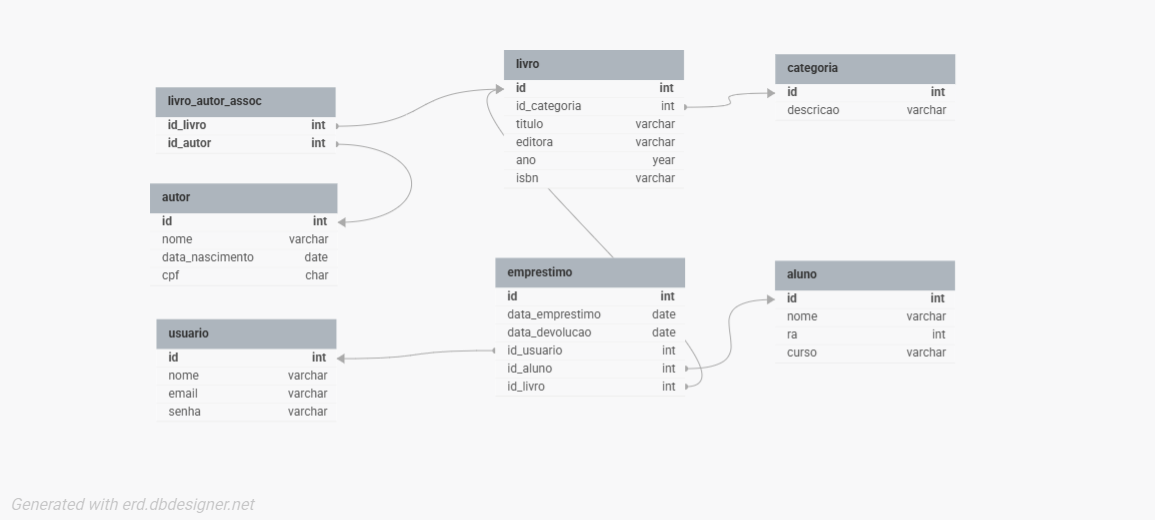 livro_autor_assoc
id_livro int
id_autor int
autor
id int
nome varchar
data_nascimento date
cpf char
usuario
id int
nome varchar
email varchar
senha varchar
livro
id int
id_categoria int
titulo varchar
editora varchar
ano year
isbn varchar
emprestimo
id int
data_emprestimo date
data_devolucao date
id_usuario int
id_aluno int
id_livro int
categoria
id int
descricao varchar
aluno
id int
nome varchar
ra int
curso varchar
Generated with erd.dbdesigner.net